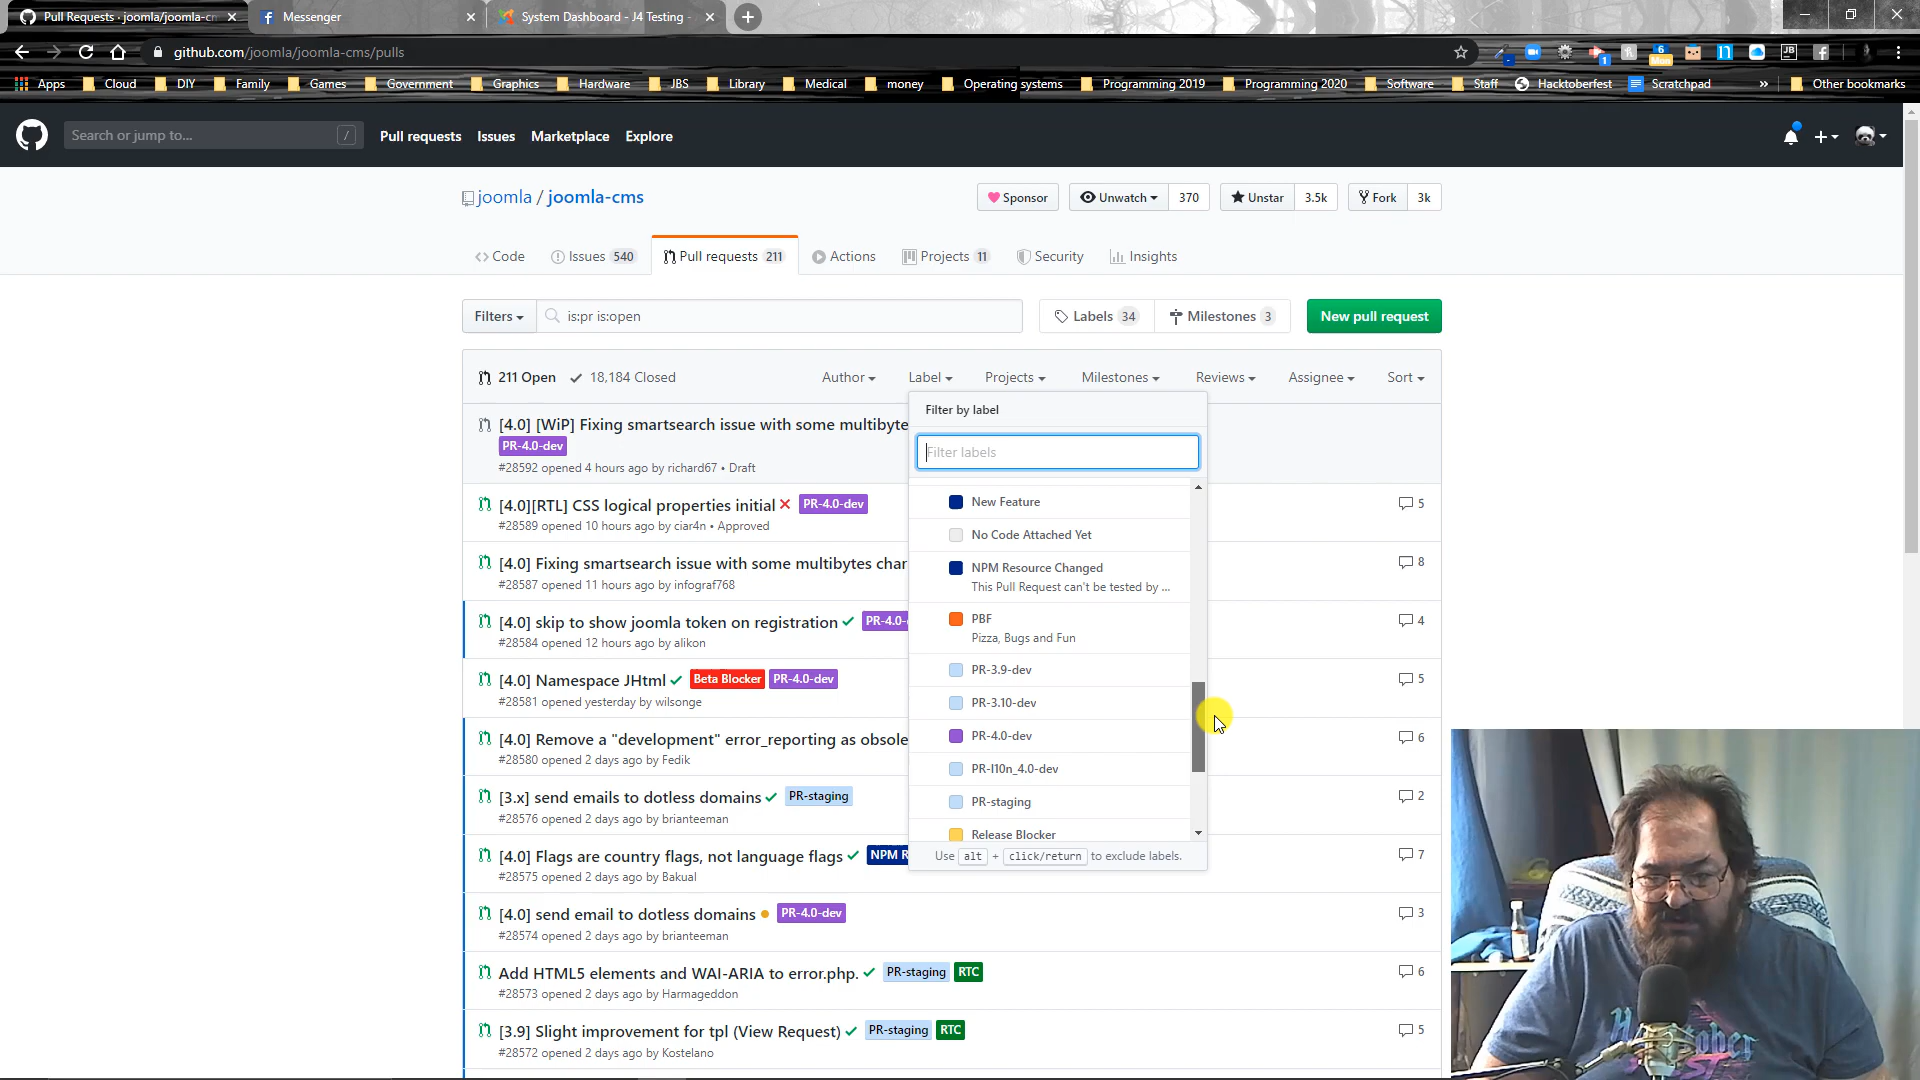 Pull Requests · joomla/joomla-cm
Messenger
System Dashboard - J4 Testing -
github.com/joomla/joomla-cms/pulls
6
1
Mon
JB
Apps Cloud DIY Family Games Government Graphics Hardware JBS Library Medical money Operating systems Programming 2019 Programming 2020 Software Staff Hacktoberfest Scratchpad » Other bookmarks
Search or jump to... / Pull requests Issues Marketplace Explore
joomla / joomla-cms
Sponsor Unwatch 370 Unstar 3.5k Fork 3k
Code Issues 540 Pull requests 211 Actions Projects 11 Security Insights
Filters is:pr is:open Labels 34 Milestones 3 New pull request
211 Open 18,184 Closed Author Label Projects Milestones Reviews Assignee Sort
Filter by label
Filter labels
New Feature
No Code Attached Yet
NPM Resource Changed
This Pull Request can't be tested by ...
PBF
Pizza, Bugs and Fun
PR-3.9-dev
PR-3.10-dev
PR-4.0-dev
PR-l10n_4.0-dev
PR-staging
Release Blocker
Use alt + click/return to exclude labels.
[4.0] [WiP] Fixing smartsearch issue with some multibyte
PR-4.0-dev
#28592 opened 4 hours ago by richard67 • Draft
[4.0][RTL] CSS logical properties initial PR-4.0-dev 5
#28589 opened 10 hours ago by ciar4n • Approved
[4.0] Fixing smartsearch issue with some multibytes char 8
#28587 opened 11 hours ago by infograf768
[4.0] skip to show joomla token on registration PR-4.0- 4
#28584 opened 12 hours ago by alikon
[4.0] Namespace JHtml Beta Blocker PR-4.0-dev 5
#28581 opened yesterday by wilsonge
[4.0] Remove a "development" error_reporting as obsole 6
#28580 opened 2 days ago by Fedik
[3.x] send emails to dotless domains PR-staging 2
#28576 opened 2 days ago by brianteeman
[4.0] Flags are country flags, not language flags NPM R 7
#28575 opened 2 days ago by Bakual
[4.0] send email to dotless domains PR-4.0-dev 3
#28574 opened 2 days ago by brianteeman
Add HTML5 elements and WAI-ARIA to error.php. PR-staging RTC 6
#28573 opened 2 days ago by Harmageddon
[3.9] Slight improvement for tpl (View Request) PR-staging RTC 5
#28572 opened 2 days ago by Kostelano